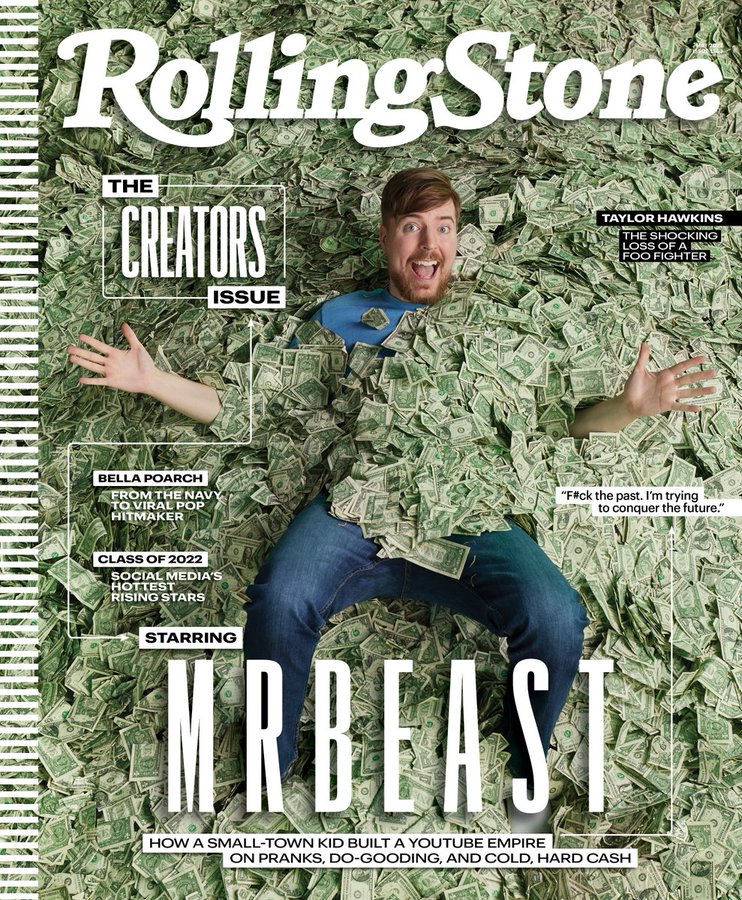 RollingStone
THE
CREATORS
ISSUE
TAYLOR HAWKINS
THE SHOCKING
LOSS OF A
FOO FIGHTER
BELLA POARCH
FROM THE NAVY
TO VIRAL POP
HITMAKER
CLASS OF 2022
SOCIAL MEDIA'S
HOTTEST
RISING STARS
“F#ck the past. I’m trying
to conquer the future.”
STARRING
MRBEAST
HOW A SMALL-TOWN KID BUILT A YOUTUBE EMPIRE
ON PRANKS, DO-GOODING, AND COLD, HARD CASH